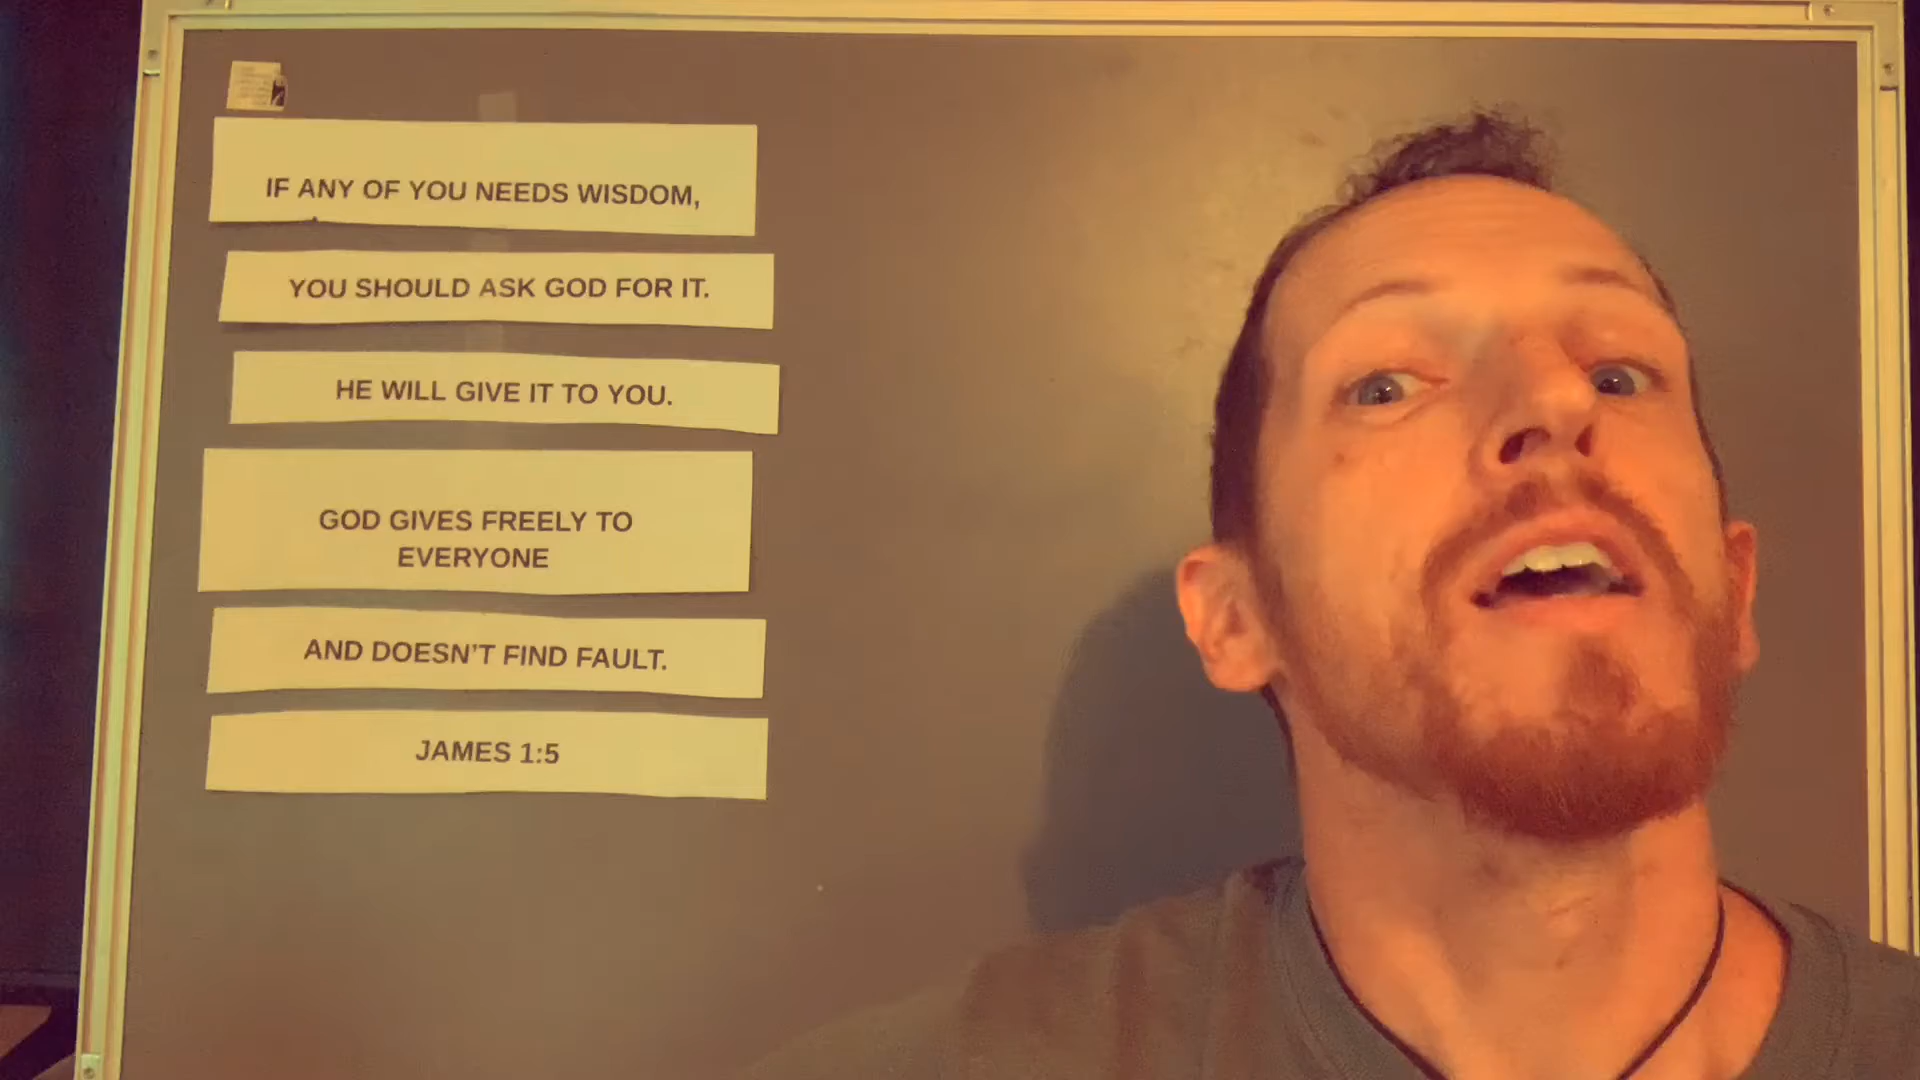 IF ANY OF YOU NEEDS WISDOM,
YOU SHOULD ASK GOD FOR IT.
HE WILL GIVE IT TO YOU.
GOD GIVES FREELY TO
EVERYONE
AND DOESN'T FIND FAULT.
JAMES 1:5